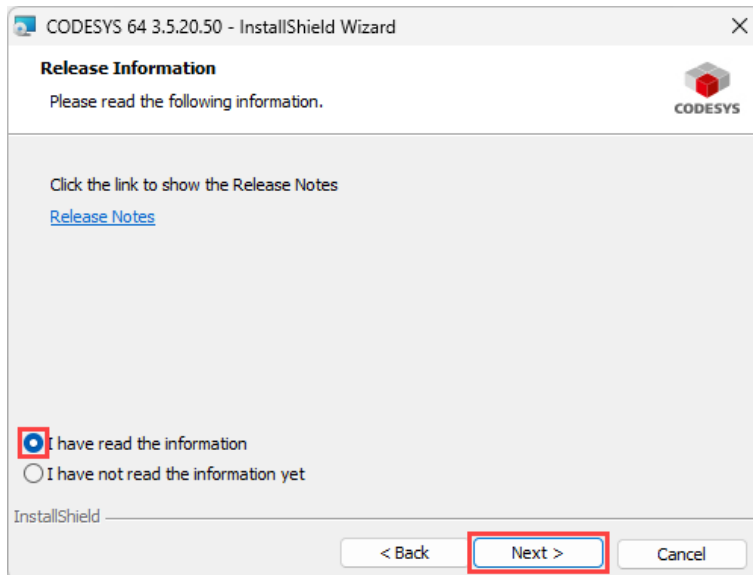 CODESYS 64 3.5.20.50 - InstallShield Wizard
Release Information
Please read the following information.
CODESYS
Click the link to show the Release Notes
Release Notes
I have read the information
I have not read the information yet
InstallShield
< Back Next > Cancel